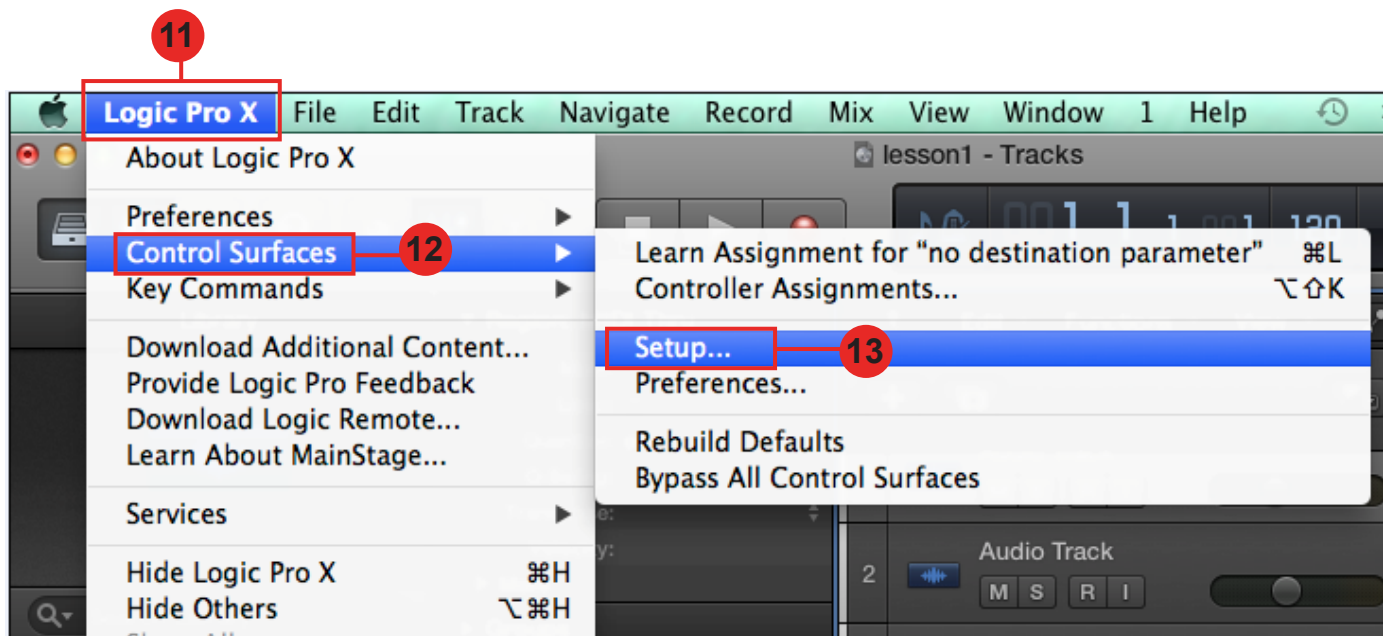 11
Logic Pro X File Edit Track Navigate Record Mix View Window 1 Help
lesson1 - Tracks
About Logic Pro X
Preferences
Control Surfaces
12
Key Commands
Download Additional Content...
Provide Logic Pro Feedback
Download Logic Remote...
Learn About MainStage...
Services
Hide Logic Pro X ⌘H
Hide Others ⌥⌘H
Learn Assignment for “no destination parameter” ⌘L
Controller Assignments... ⌥⇧K
Setup...
13
Preferences...
Rebuild Defaults
Bypass All Control Surfaces
2
Audio Track
M S R I